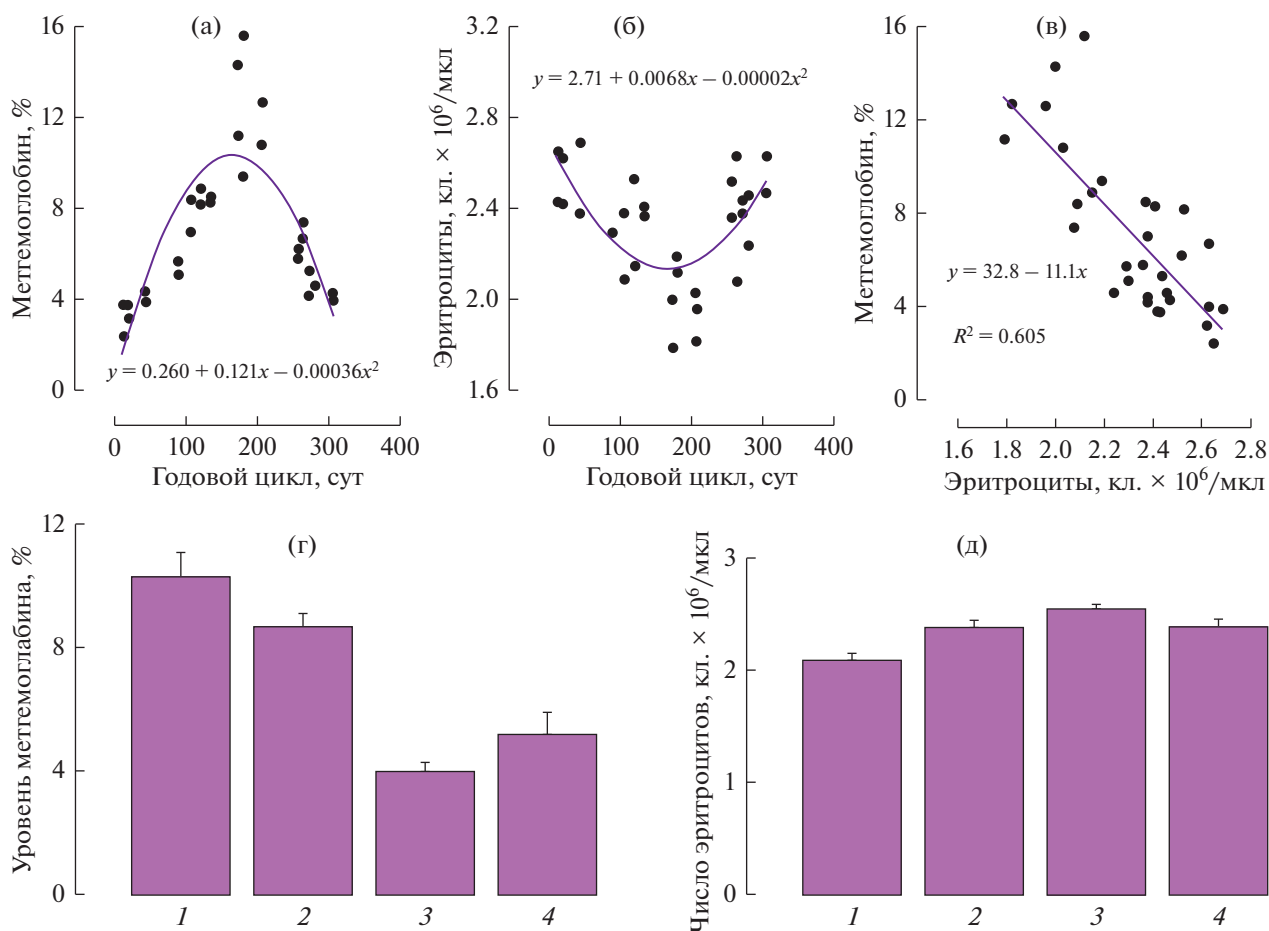 (а)
Метгемоглобин, %
16
12
8
4
0
y = 0.260 + 0.121x – 0.00036x²
0 100 200 300 400
Годовой цикл, сут
(б)
Эритроциты, кл. × 10⁶/мкл
3.2
2.8
2.4
2.0
1.6
y = 2.71 + 0.0068x – 0.00002x²
0 100 200 300 400
Годовой цикл, сут
(в)
Метгемоглобин, %
16
12
8
4
0
y = 32.8 – 11.1x
R² = 0.605
1.6 1.8 2.0 2.2 2.4 2.6 2.8
Эритроциты, кл. × 10⁶/мкл
(г)
Уровень метгемоглабина, %
12
8
4
0
1 2 3 4
(д)
Число эритроцитов, кл. × 10⁶/мкл
3
2
1
0
1 2 3 4